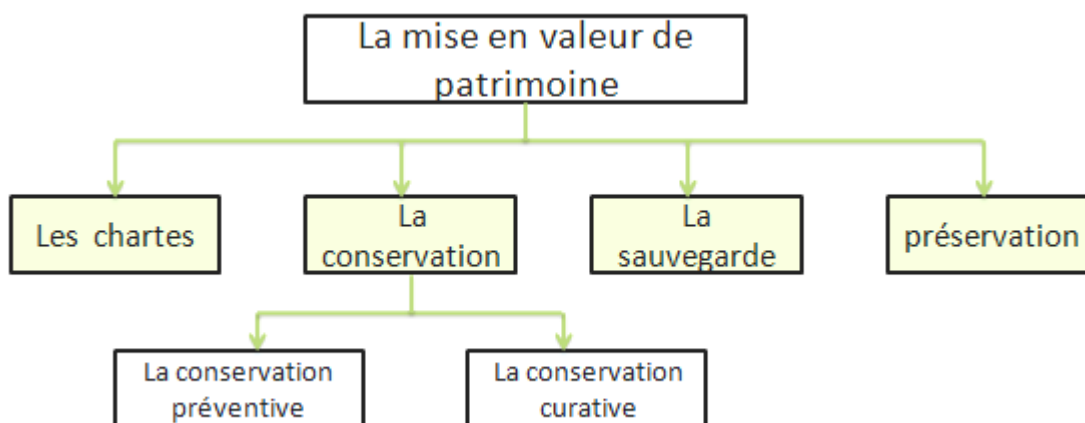 La mise en valeur de
patrimoine
Les chartes
La
conservation
La
sauvegarde
préservation
La conservation
préventive
La conservation
curative